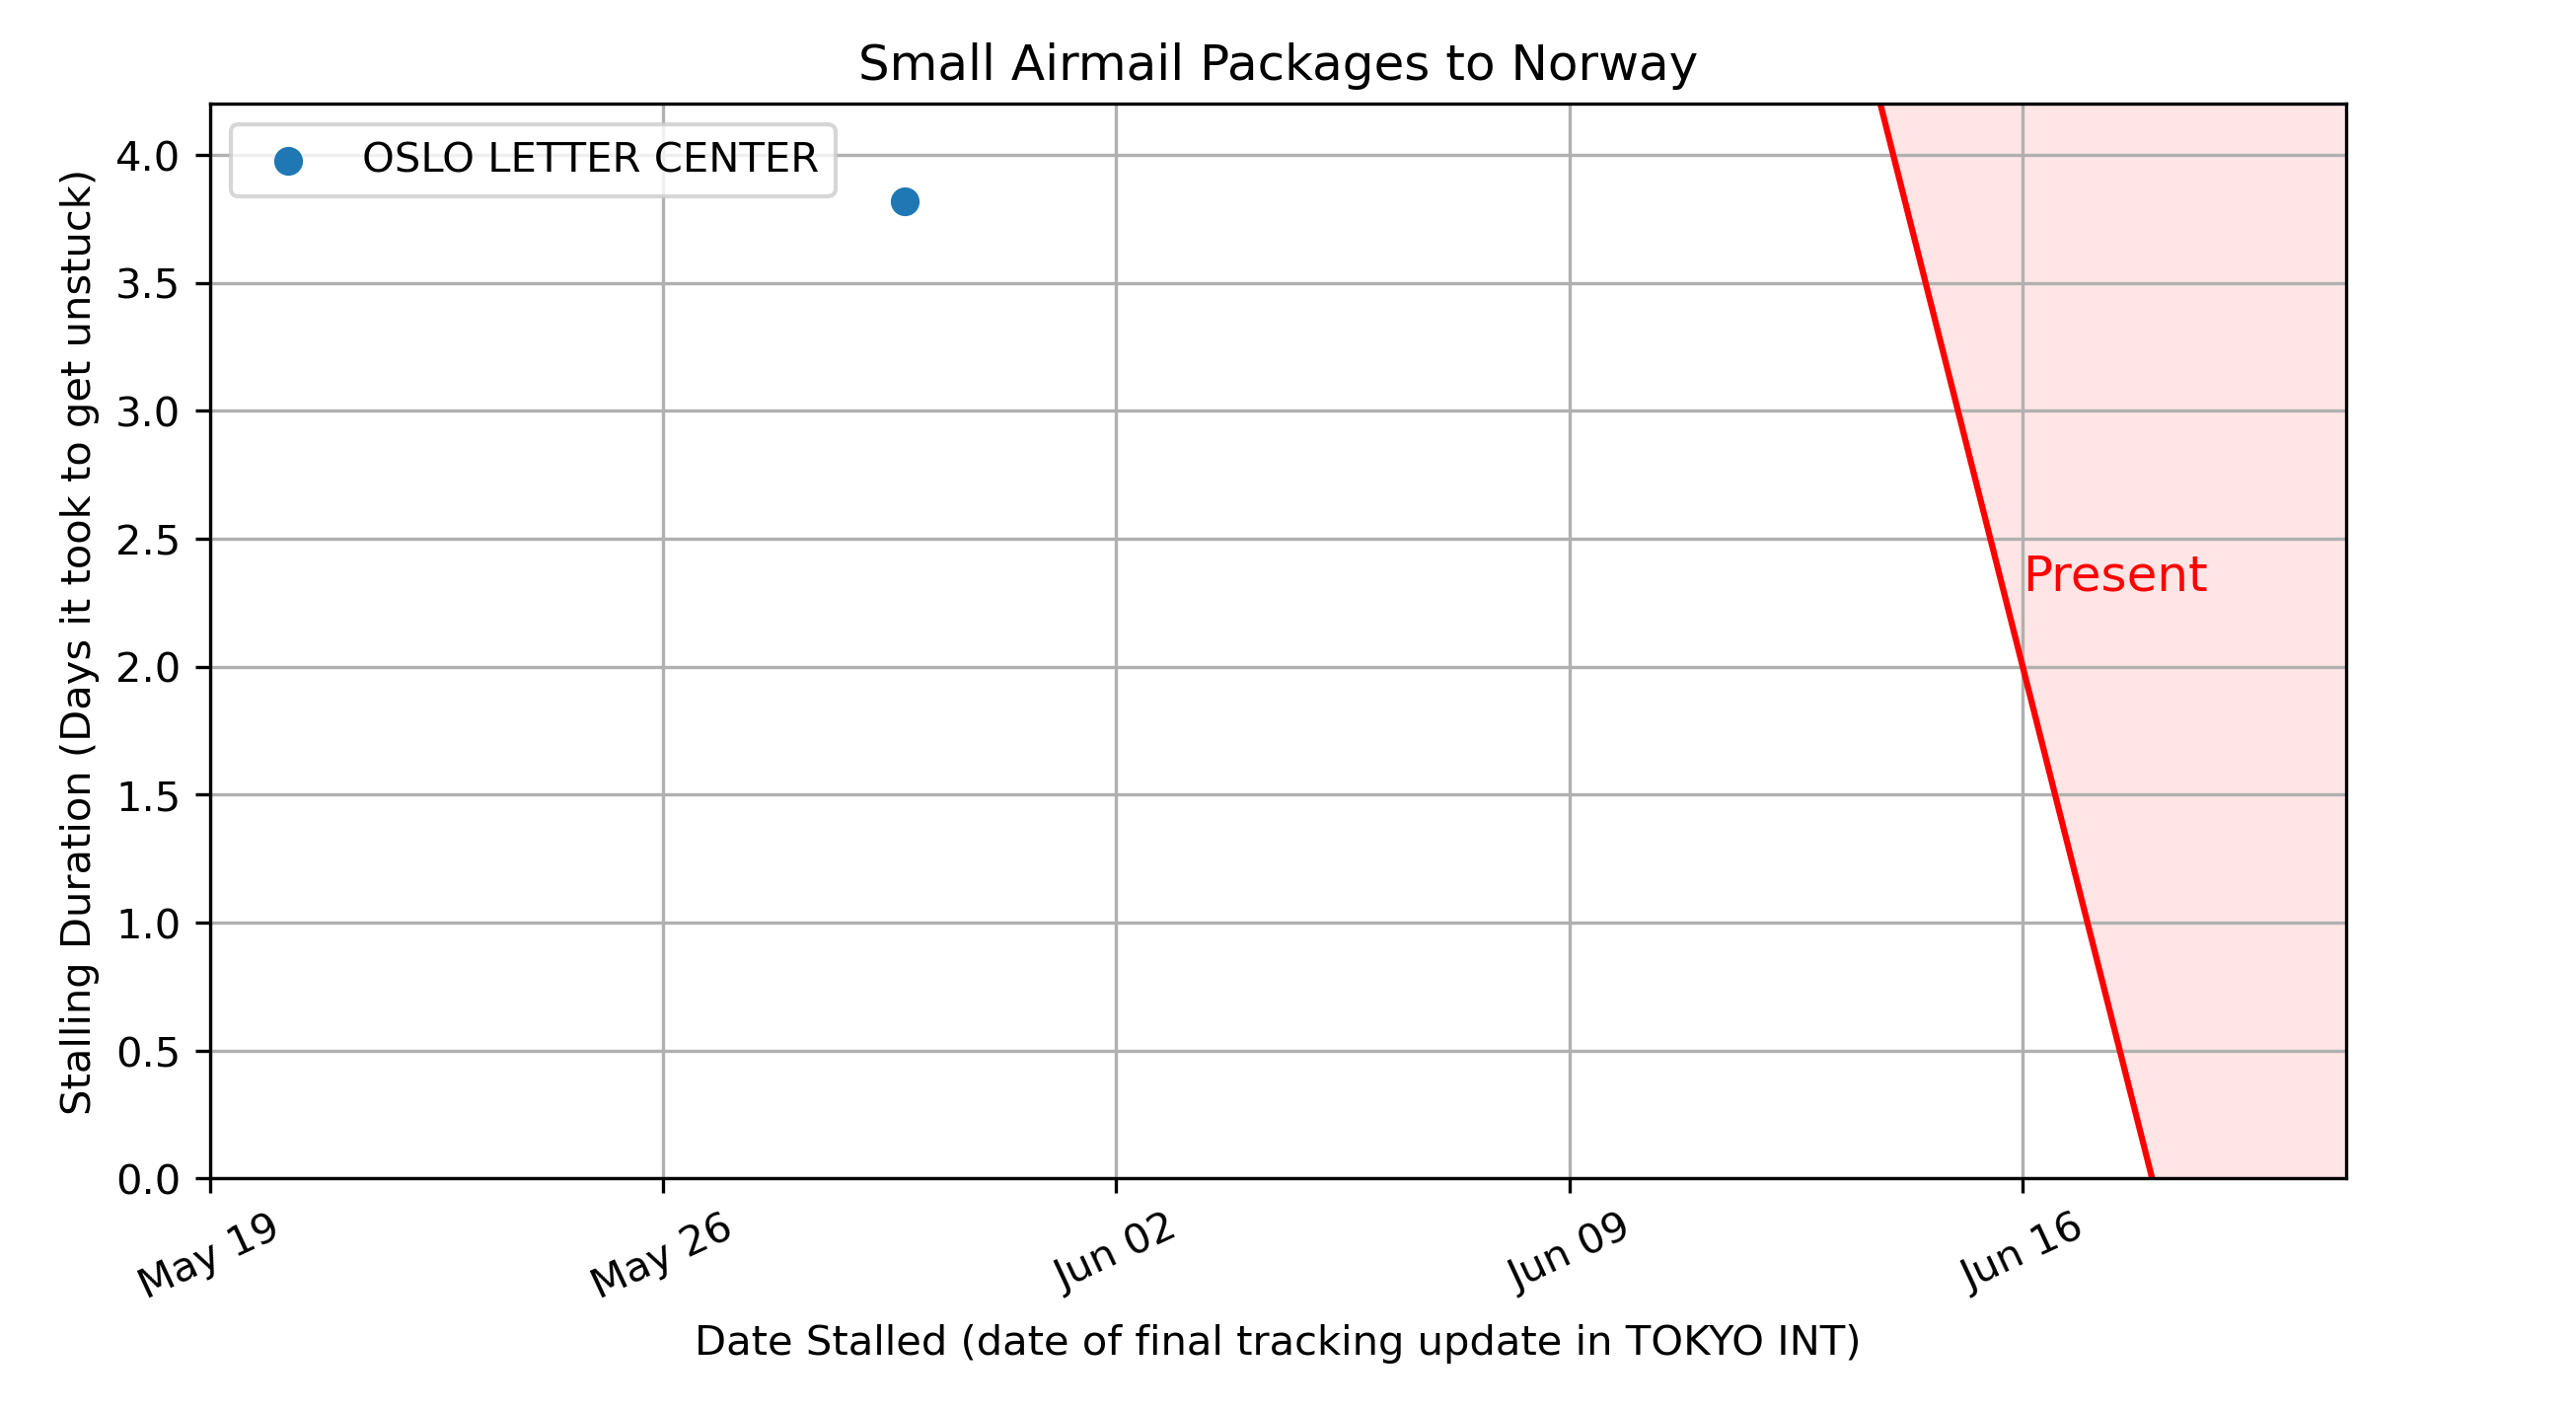 Small Airmail Packages to Norway
OSLO LETTER CENTER
Stalling Duration (Days it took to get unstuck)
4.0
3.5
3.0
2.5
2.0
1.5
1.0
0.5
0.0
Present
May 19
May 26
Jun 02
Jun 09
Jun 16
Date Stalled (date of final tracking update in TOKYO INT)